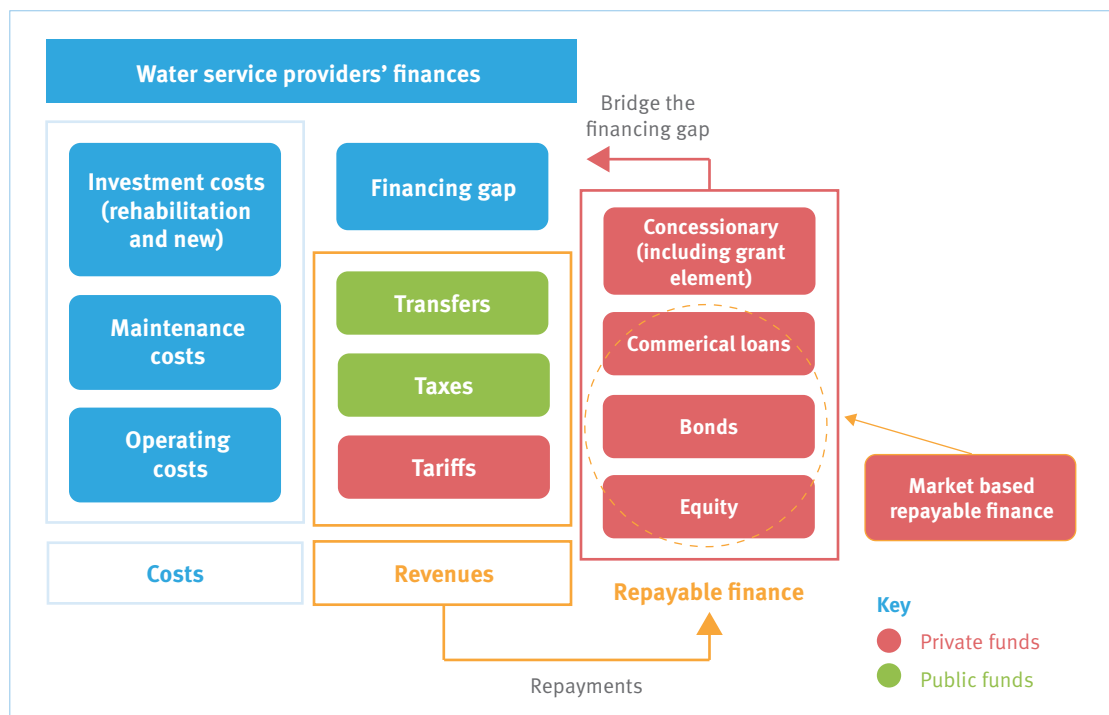 Water service providers’ finances
Bridge the
financing gap
Investment costs
(rehabilitation
and new)
Maintenance
costs
Operating
costs
Costs
Financing gap
Transfers
Taxes
Tariffs
Revenues
Concessionary
(including grant
element)
Commerical loans
Bonds
Equity
Repayable finance
Market based
repayable finance
Repayments
Key
Private funds
Public funds